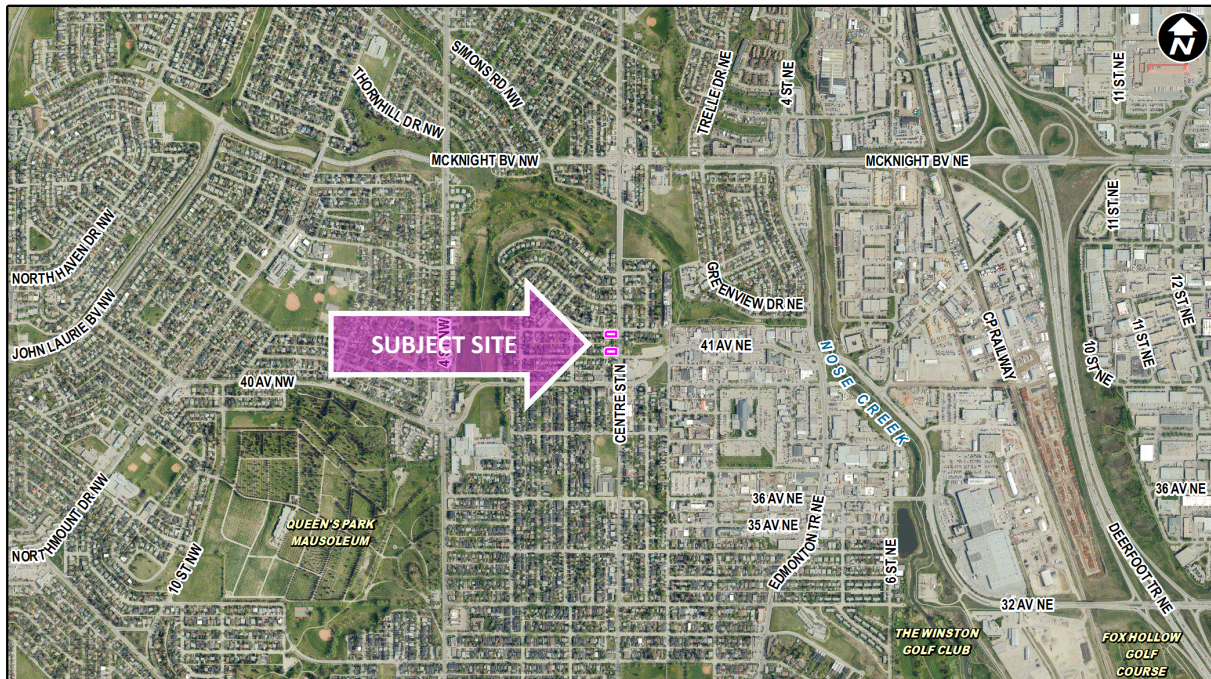 N
SIMONS RD NW
THORNHILL DR NW
TRELLE DR NE
4 ST NE
11 ST NE
MCKNIGHT BV NW
MCKNIGHT BV NE
NORTH HAVEN DR NW
11 ST NE
JOHN LAURIE BV NW
GREENVIEW DR NE
12 ST NE
11 ST NE
CP RAILWAY
10 ST NE
SUBJECT SITE
41 AV NE
NOSE CREEK
40 AV NW
CENTRE ST N
NORTHMOUNT DR NW
10 ST NW
QUEEN'S PARK
MAUSOLEUM
36 AV NE
35 AV NE
EDMONTON TR NE
6 ST NE
36 AV NE
DEERFOOT TR NE
32 AV NE
THE WINSTON
GOLF CLUB
FOX HOLLOW
GOLF
COURSE